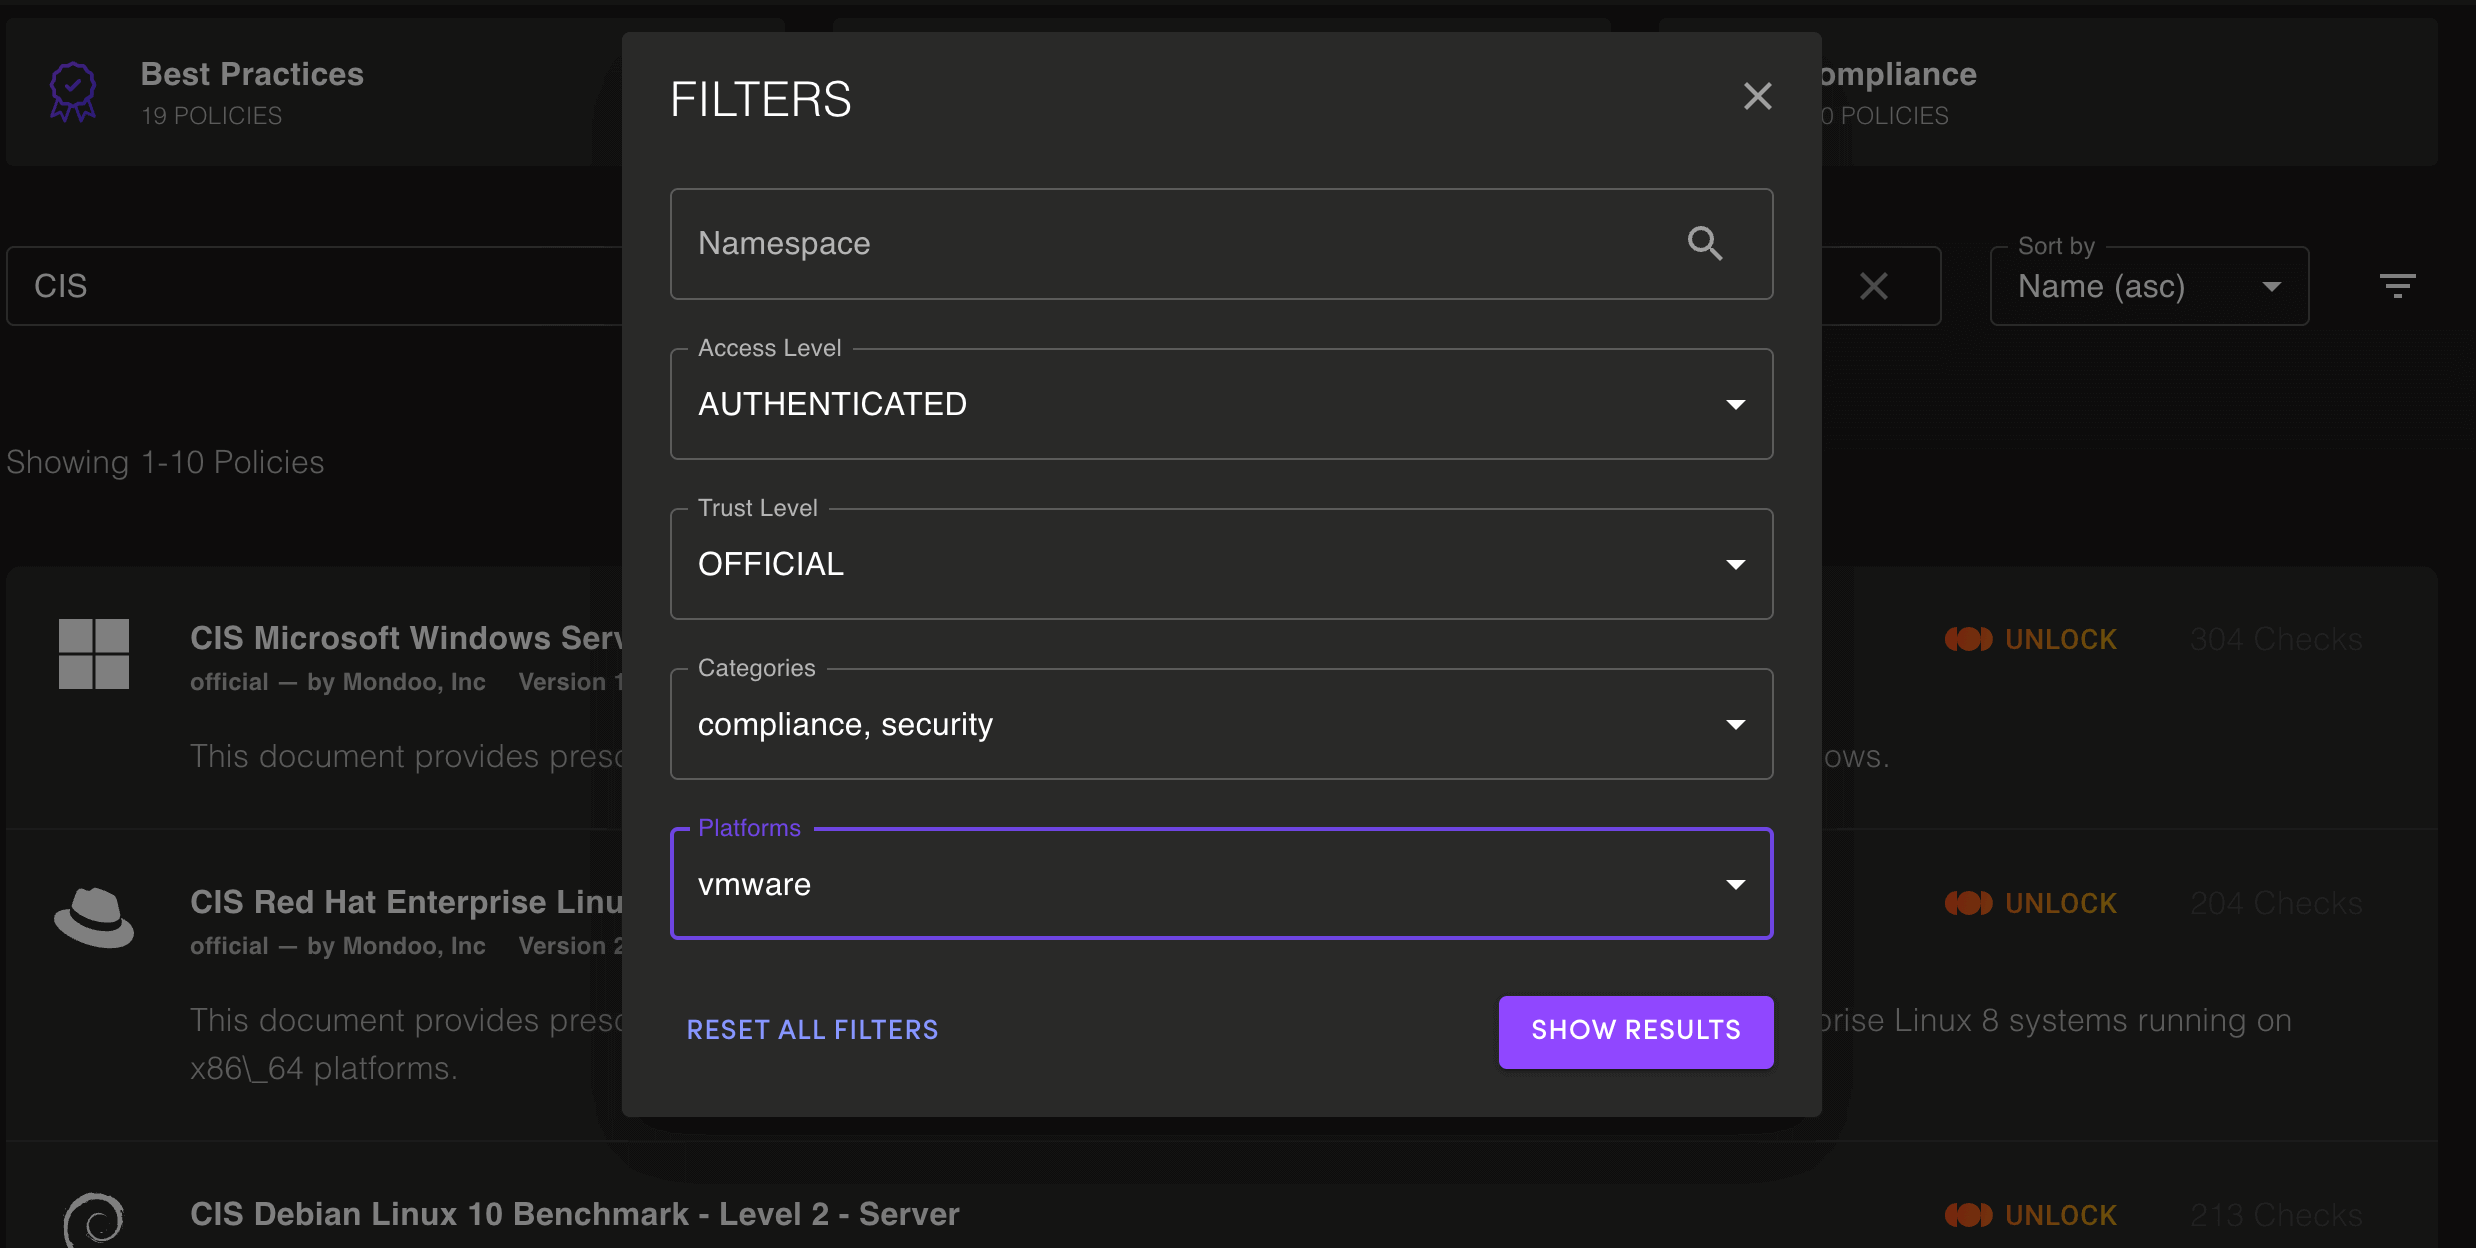 Best Practices
19 POLICIES
ompliance
0 POLICIES
FILTERS
Namespace
CIS
Sort by
Name (asc)
Access Level
AUTHENTICATED
Showing 1-10 Policies
Trust Level
OFFICIAL
Categories
compliance, security
Platforms
vmware
RESET ALL FILTERS
SHOW RESULTS
CIS Microsoft Windows Serv
UNLOCK
304 Checks
official — by Mondoo, Inc Version 1
This document provides presc
ows.
CIS Red Hat Enterprise Linu
UNLOCK
204 Checks
official — by Mondoo, Inc Version 2
This document provides presc
prise Linux 8 systems running on
x86\_64 platforms.
CIS Debian Linux 10 Benchmark - Level 2 - Server
UNLOCK
213 Checks